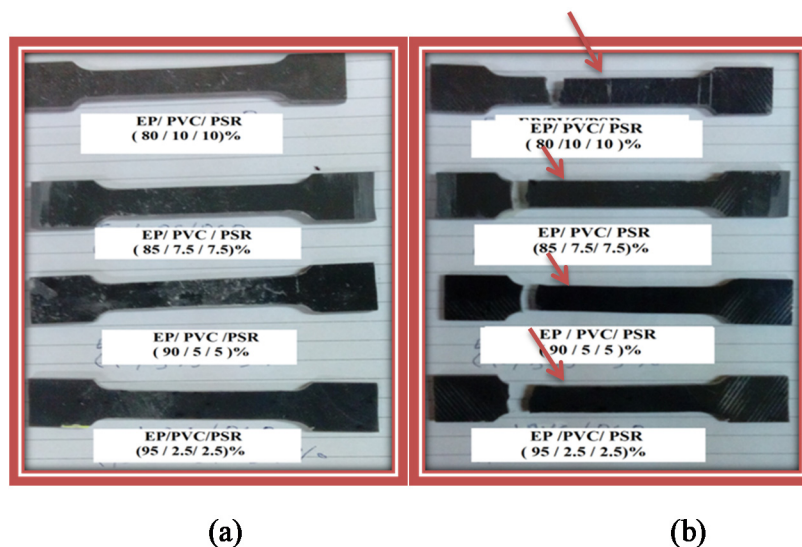 EP/ PVC/ PSR
( 80 / 10 / 10)%
EP/ PVC / PSR
(85 / 7.5 / 7.5)%
EP/ PVC /PSR
( 90 / 5 / 5 )%
EP/PVC/PSR
(95 / 2.5/ 2.5)%
(a)
EP/ PVC/ PSR
( 80 /10 / 10 )%
EP/ PVC/ PSR
(85 / 7.5/ 7.5)%
EP / PVC/ PSR
( 90 / 5 / 5 )%
EP /PVC/ PSR
( 95 / 2.5 / 2.5)%
(b)